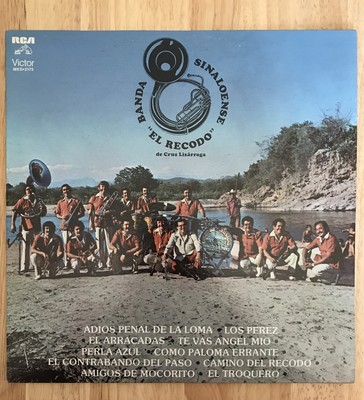 RCA
Victor
MKS-2175
BANDA SINALOENSE
"EL RECODO"
de Cruz Lizárraga
• ADIOS PENAL DE LA LOMA • LOS PEREZ
• EL ARRACADAS • TE VAS ANGEL MIO
• PERLA AZUL • COMO PALOMA ERRANTE
• EL CONTRABANDO DEL PASO • CAMINO DEL RECODO
• AMIGOS DE MOCORITO • EL TROQUERO